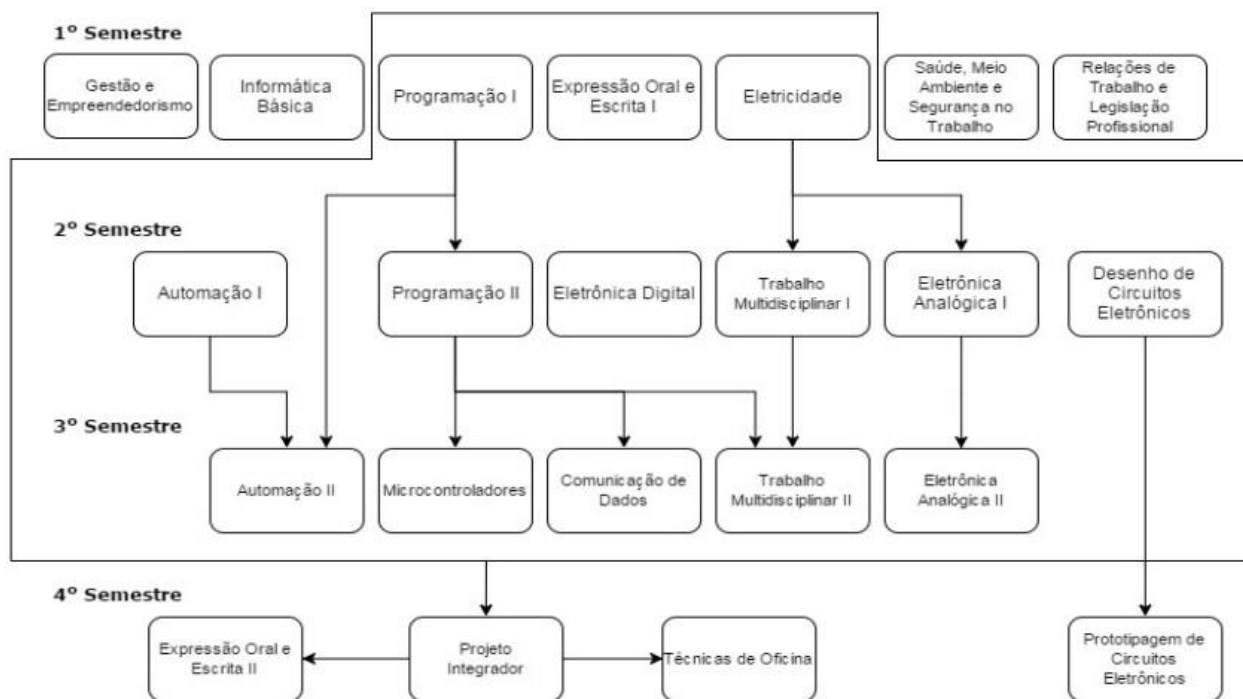 1º Semestre
Gestão e
Empreendedorismo
Informática
Básica
Programação I
Expressão Oral e
Escrita I
Eletricidade
Saúde, Meio
Ambiente e
Segurança no
Trabalho
Relações de
Trabalho e
Legislação
Profissional
2º Semestre
Automação I
Programação II
Eletrônica Digital
Trabalho
Multidisciplinar I
Eletrônica
Analógica I
Desenho de
Circuitos
Eletrônicos
3º Semestre
Automação II
Microcontroladores
Comunicação de
Dados
Trabalho
Multidisciplinar II
Eletrônica
Analógica II
4º Semestre
Expressão Oral e
Escrita II
Projeto
Integrador
Técnicas de Oficina
Prototipagem de
Circuitos
Eletrônicos